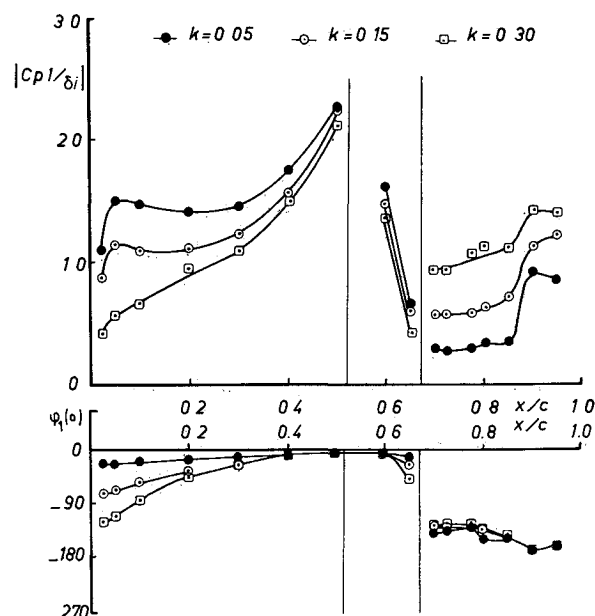 3 0
k = 0 05 k = 0 15 k = 0 30
|Cp1/δi|
2 0
1 0
0
0 2 0 4 0 6 0 8 x/c 1 0
φ₁(°) 0 2 0 4 0 6 0 8 x/c 1.0
0
-90
-180
270